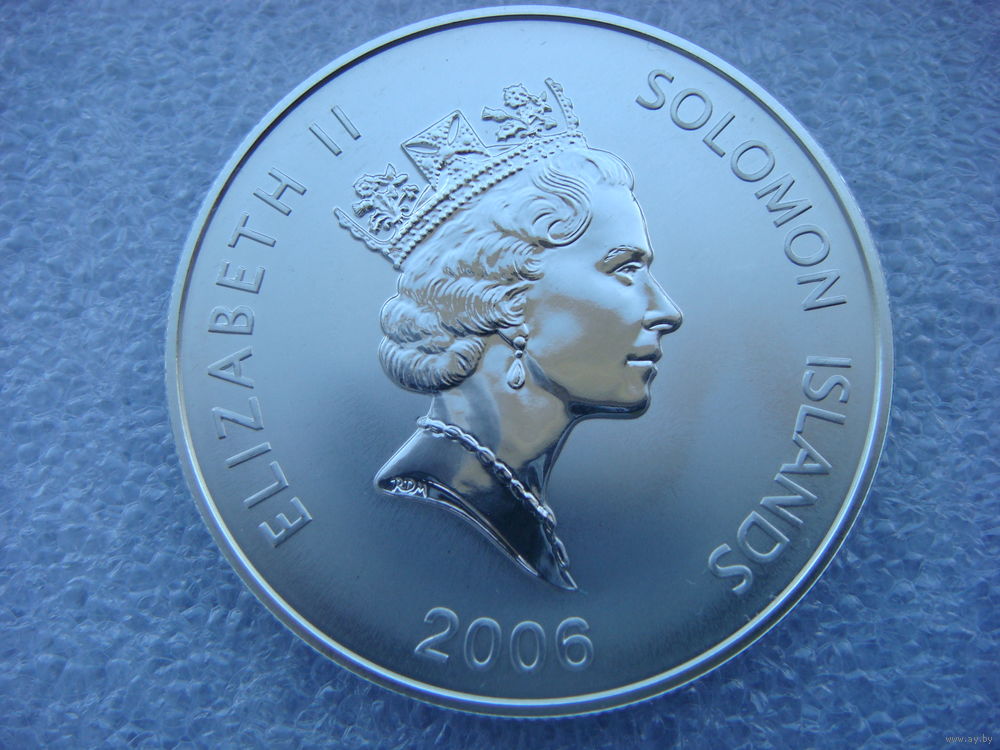 ELIZABETH II
SOLOMON ISLANDS
RDM
2006
www.ay.by